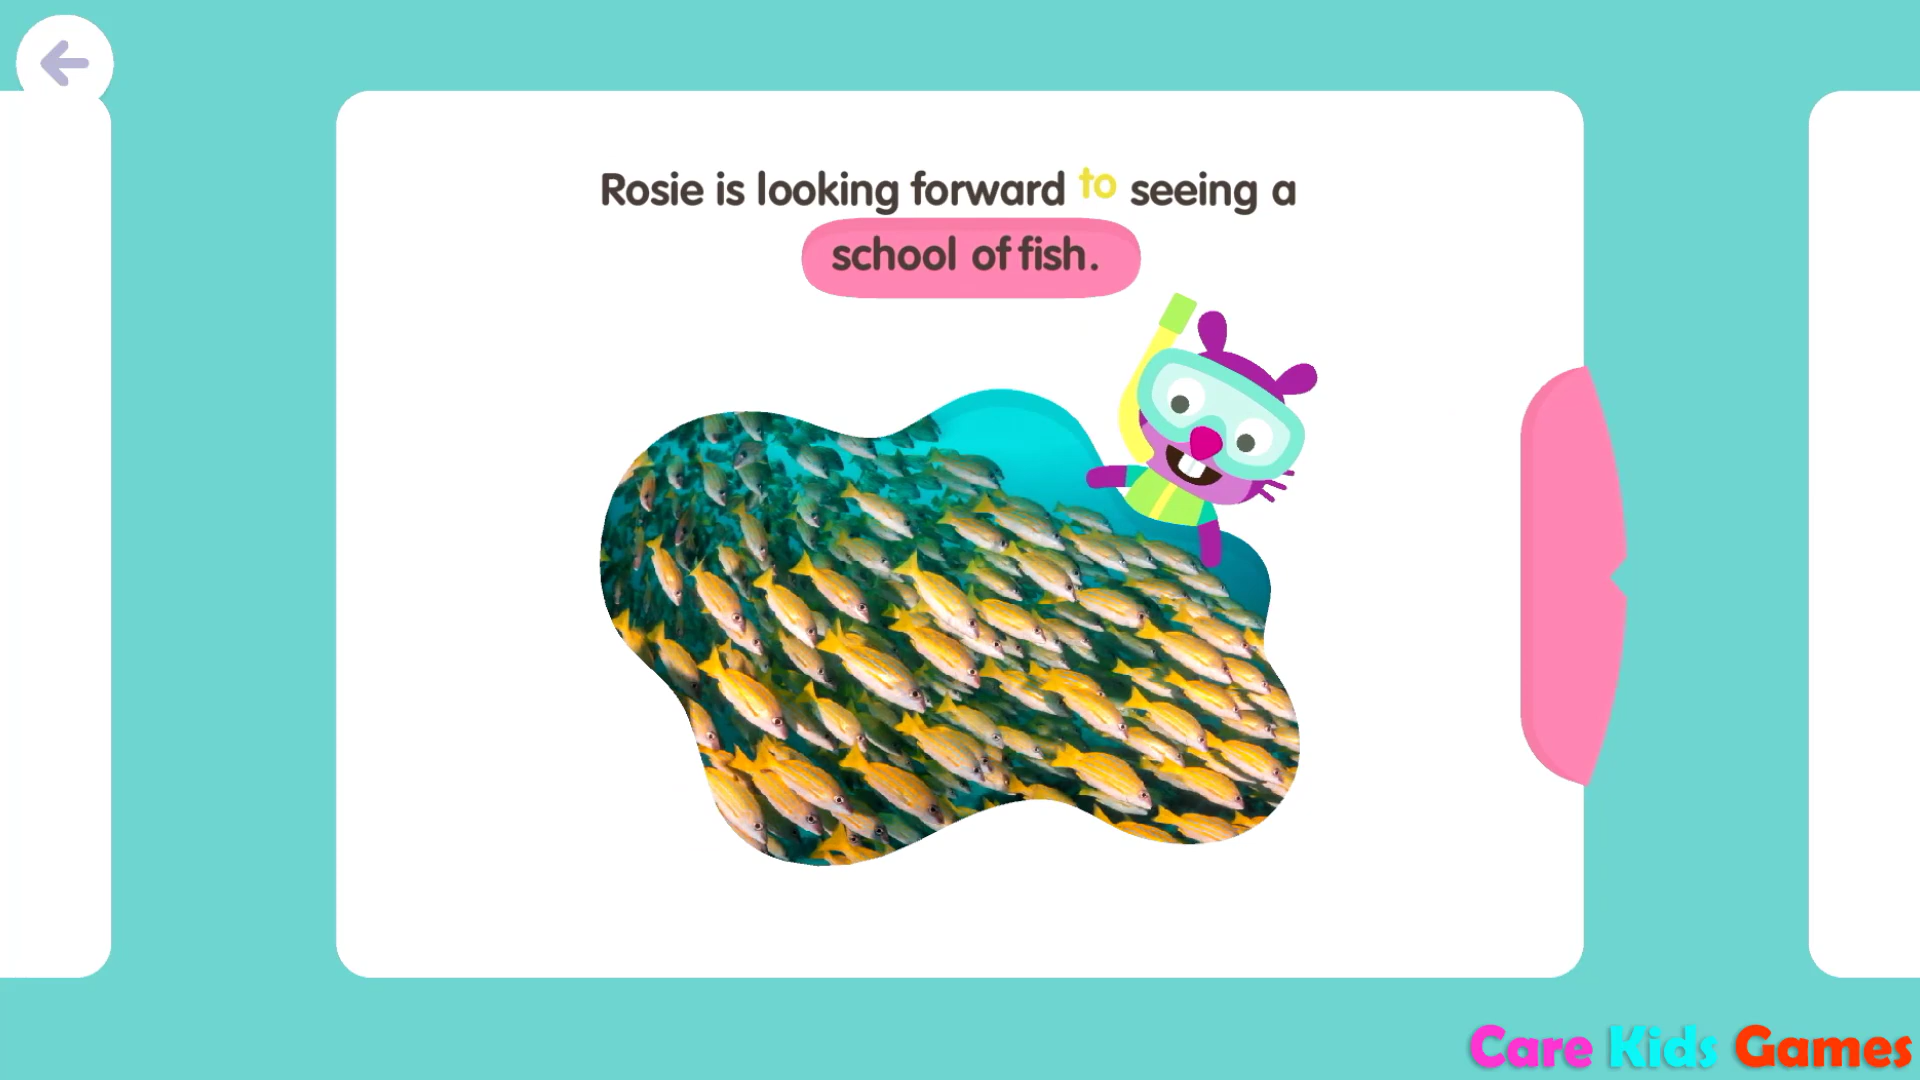 Rosie is looking forward to seeing a
school of fish.
Care Kids Games